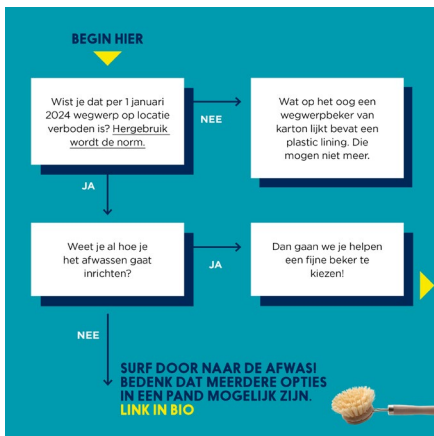 BEGIN HIER
Wist je dat per 1 januari
2024 wegwerp op locatie
verboden is? Hergebruik
wordt de norm.
NEE
Wat op het oog een
wegwerpbeker van
karton lijkt bevat een
plastic lining. Die
mogen niet meer.
JA
Weet je al hoe je
het afwassen gaat
inrichten?
JA
Dan gaan we je helpen
een fijne beker te
kiezen!
NEE
SURF DOOR NAAR DE AFWAS!
BEDENK DAT MEERDERE OPTIES
IN EEN PAND MOGELIJK ZIJN.
LINK IN BIO